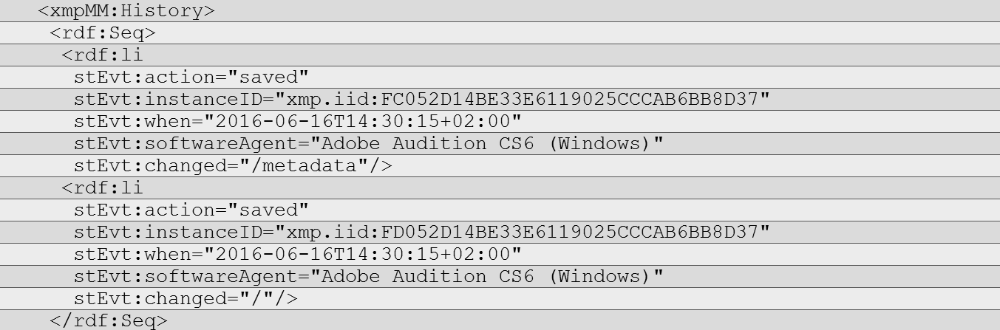 <xmpMM:History>
<rdf:Seq>
<rdf:li
stEvt:action="saved"
stEvt:instanceID="xmp.iid:FC052D14BE33E6119025CCCAB6BB8D37"
stEvt:when="2016-06-16T14:30:15+02:00"
stEvt:softwareAgent="Adobe Audition CS6 (Windows)"
stEvt:changed="/metadata"/>
<rdf:li
stEvt:action="saved"
stEvt:instanceID="xmp.iid:FD052D14BE33E6119025CCCAB6BB8D37"
stEvt:when="2016-06-16T14:30:15+02:00"
stEvt:softwareAgent="Adobe Audition CS6 (Windows)"
stEvt:changed="/"/>
</rdf:Seq>